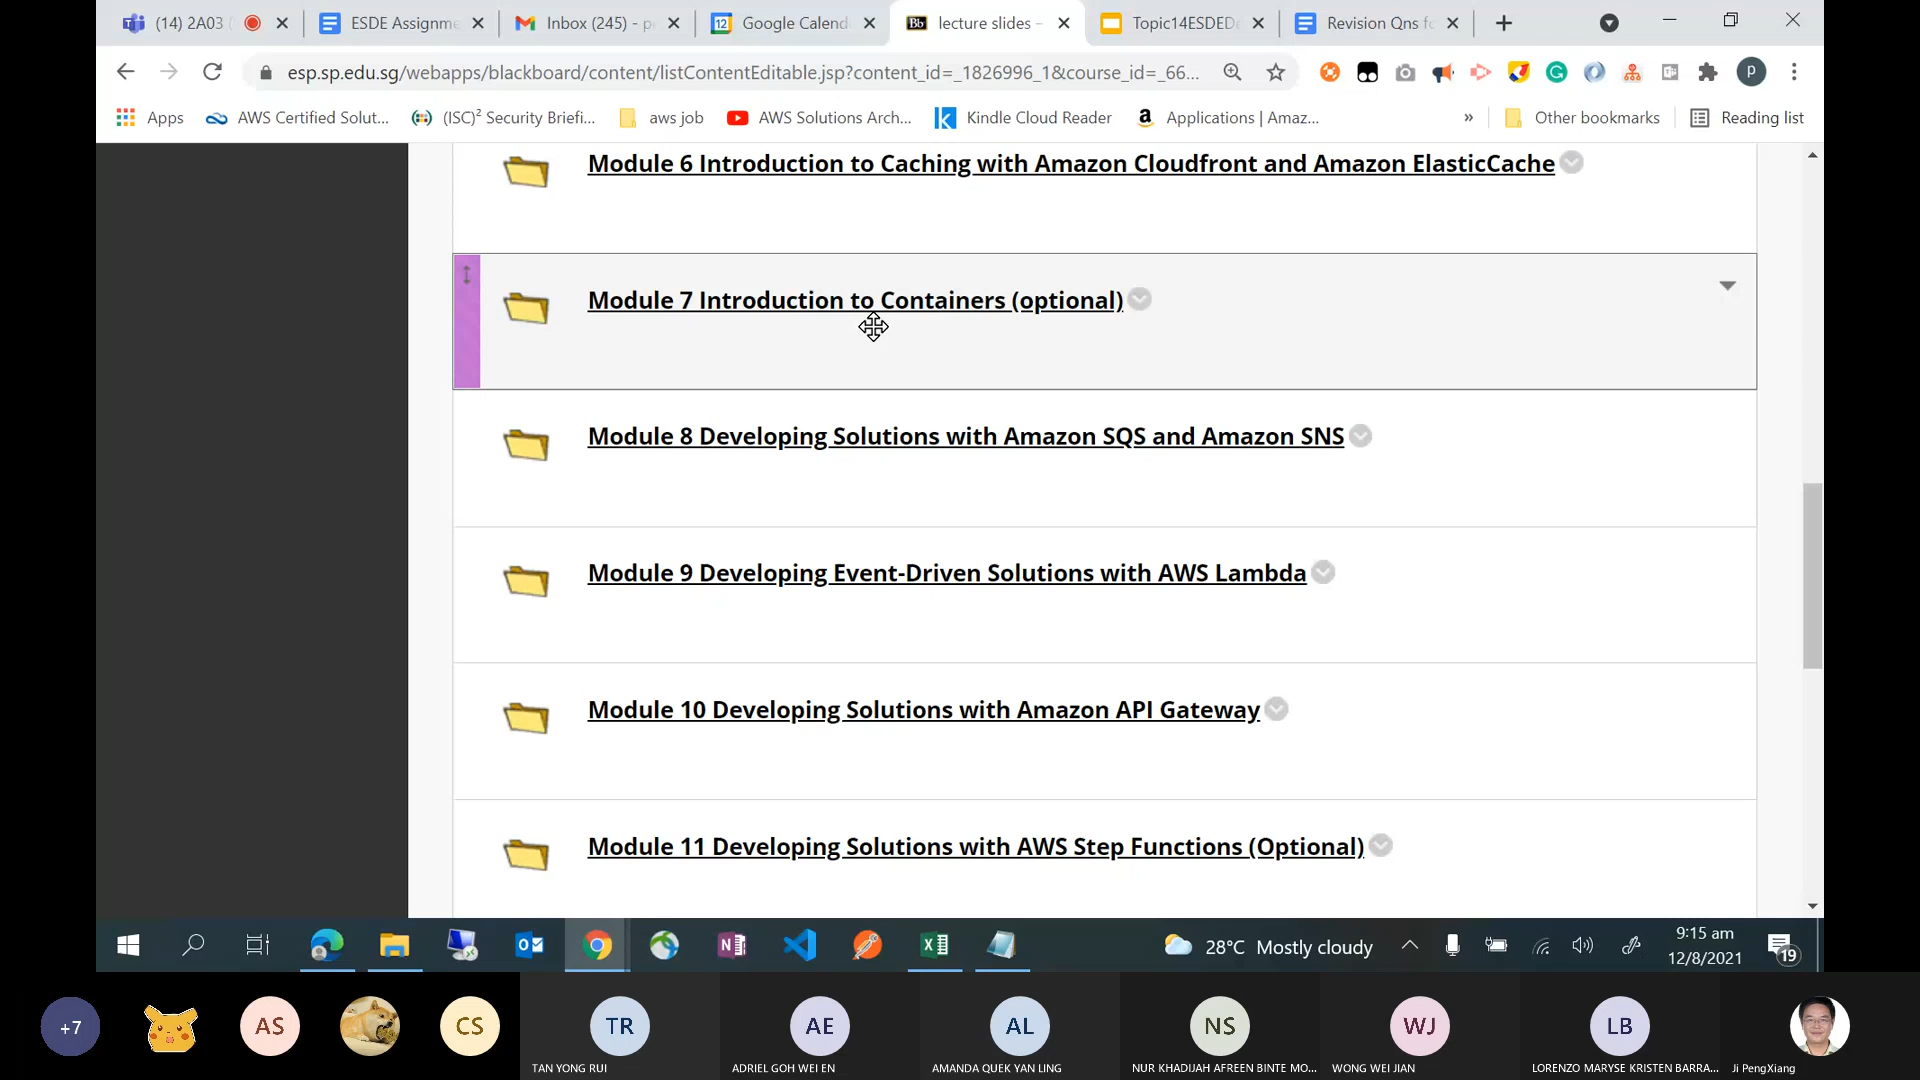 (14) 2A03
ESDE Assignme
Inbox (245) - p
12
Google Calend
Bb
lecture slides -
Topic14ESDED
Revision Qns f
esp.sp.edu.sg/webapps/blackboard/content/listContentEditable.jsp?content_id=_1826996_1&course_id=_66...
P
Apps
AWS Certified Solut...
(ISC)² Security Briefi...
aws job
AWS Solutions Arch...
Kindle Cloud Reader
Applications | Amaz...
»
Other bookmarks
Reading list
Module 6 Introduction to Caching with Amazon Cloudfront and Amazon ElasticCache
Module 7 Introduction to Containers (optional)
Module 8 Developing Solutions with Amazon SQS and Amazon SNS
Module 9 Developing Event-Driven Solutions with AWS Lambda
Module 10 Developing Solutions with Amazon API Gateway
Module 11 Developing Solutions with AWS Step Functions (Optional)
28°C Mostly cloudy
9:15 am
12/8/2021
19
+7
AS
CS
TR
AE
AL
NS
WJ
LB
TAN YONG RUI
ADRIEL GOH WEI EN
AMANDA QUEK YAN LING
NUR KHADIJAH AFREEN BINTE MO...
WONG WEI JIAN
LORENZO MARYSE KRISTEN BARRA...
Ji PengXiang